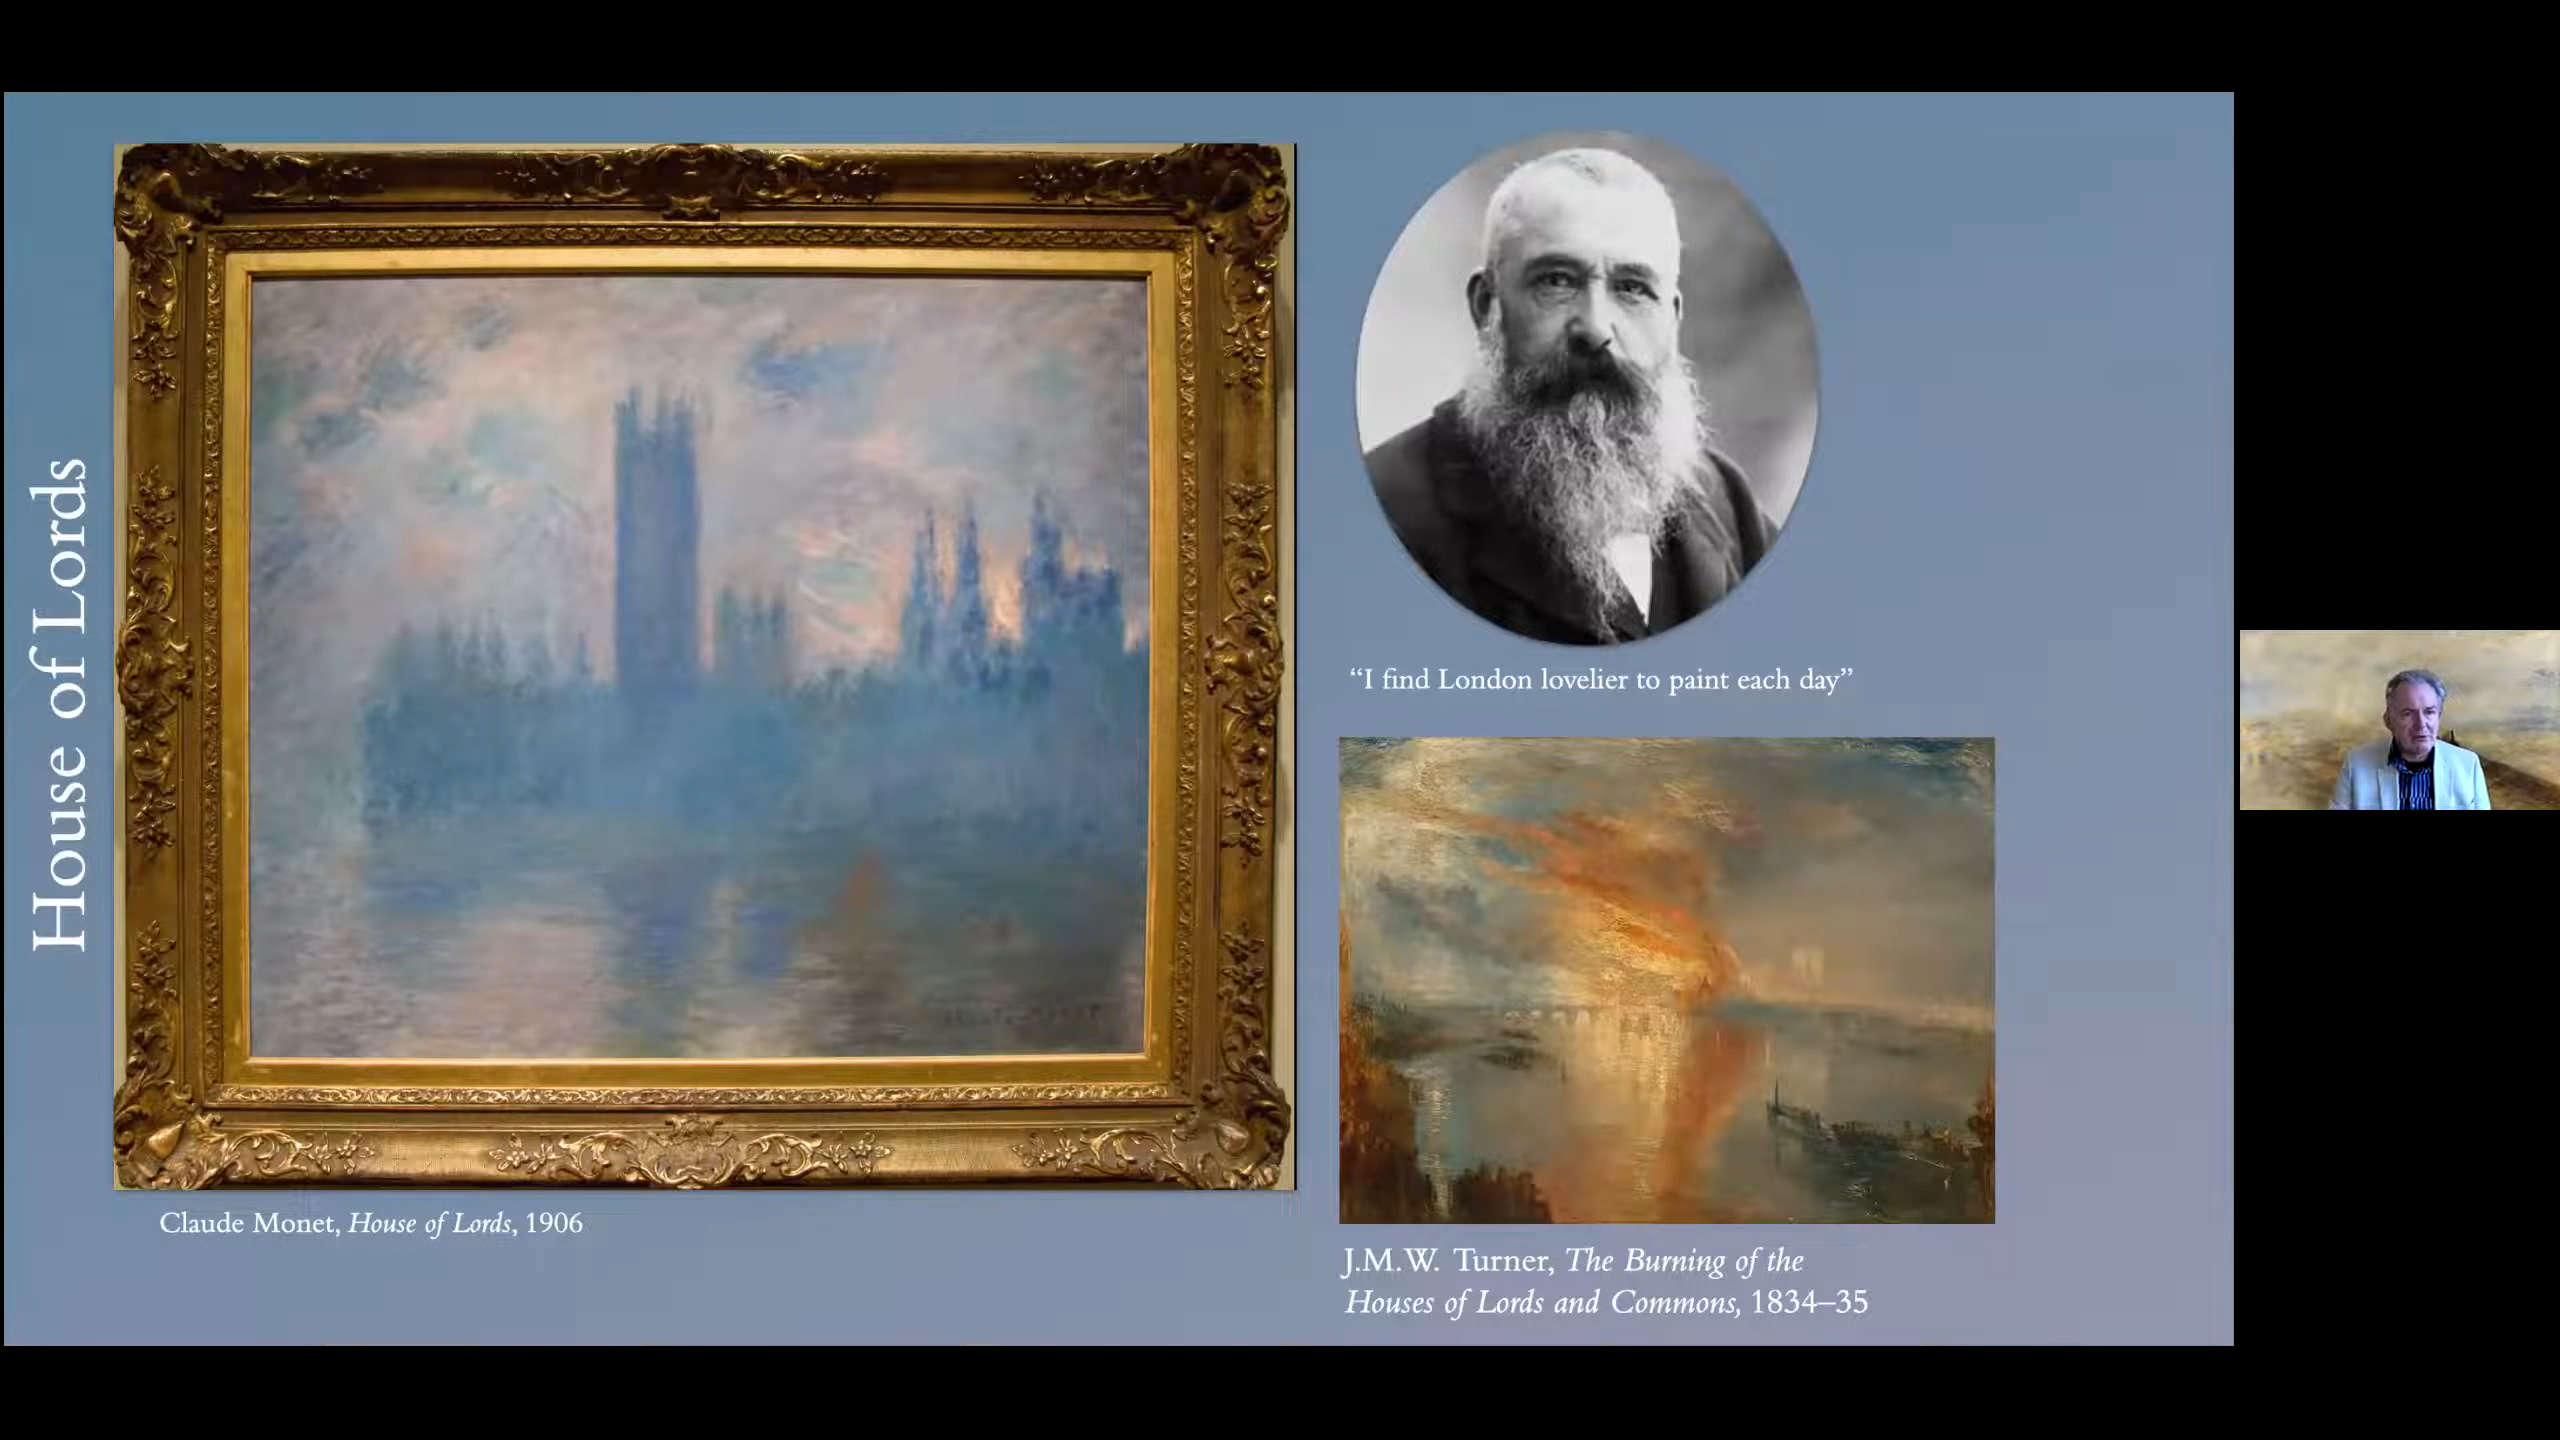 House of Lords
Claude Monet, House of Lords, 1906
“I find London lovelier to paint each day”
J.M.W. Turner, The Burning of the
Houses of Lords and Commons, 1834–35